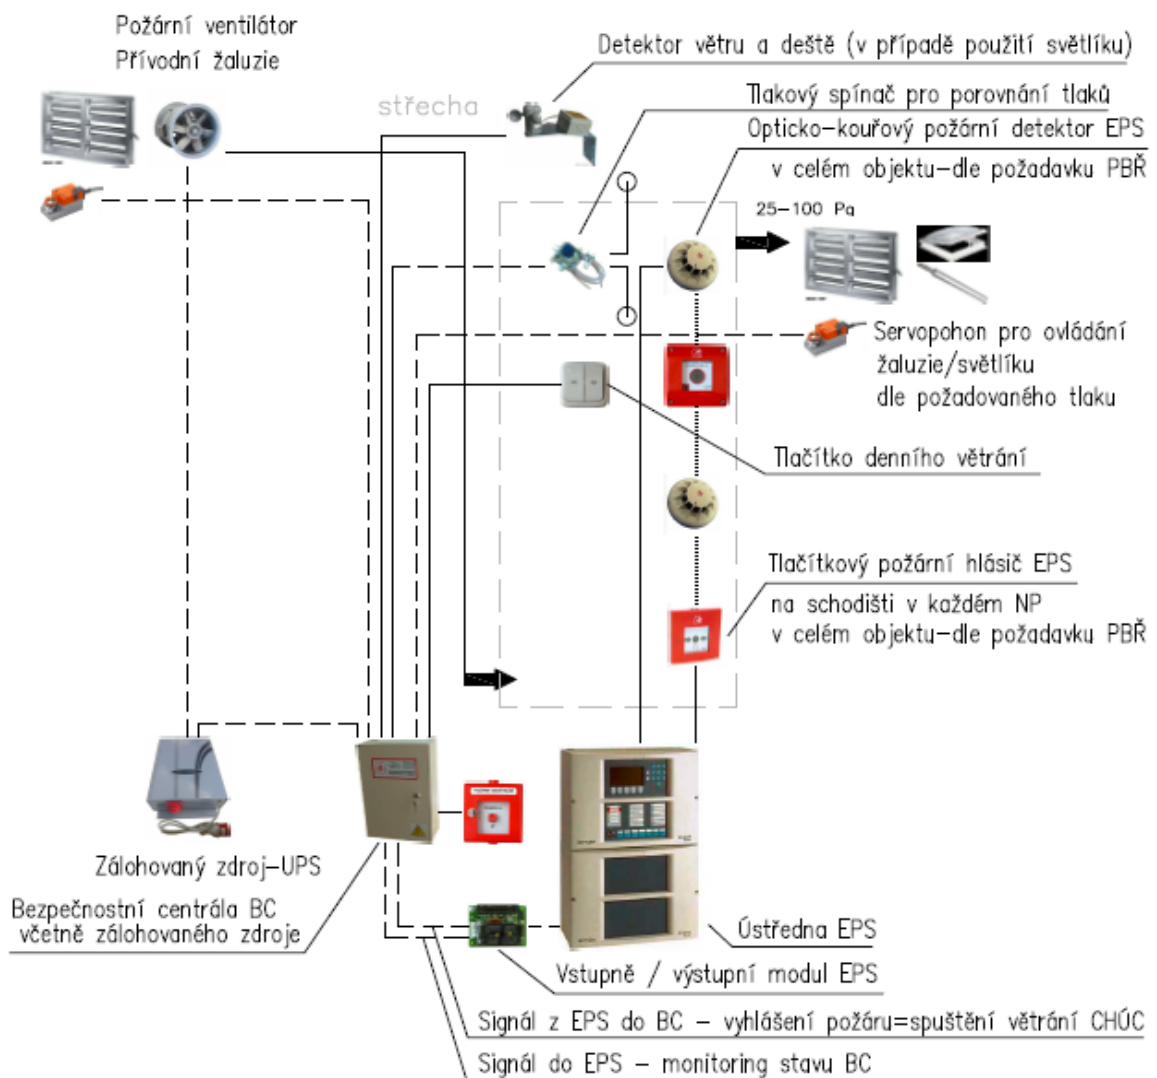 Požární ventilátor
Přívodní žaluzie
Detektor větru a deště (v případě použití světlíku)
střecha
Tlakový spínač pro porovnání tlaků
Opticko-kouřový požární detektor EPS
v celém objektu-dle požadavku PBŘ
25-100 Pa
Servopohon pro ovládání
žaluzie/světlíku
dle požadovaného tlaku
Tlačítko denního větrání
Tlačítkový požární hlásič EPS
na schodišti v každém NP
v celém objektu-dle požadavku PBŘ
Zálohovaný zdroj-UPS
Bezpečnostní centrála BC
včetně zálohovaného zdroje
Ústředna EPS
Vstupně / výstupní modul EPS
Signál z EPS do BC - vyhlášení požáru=spuštění větrání CHÚC
Signál do EPS - monitoring stavu BC